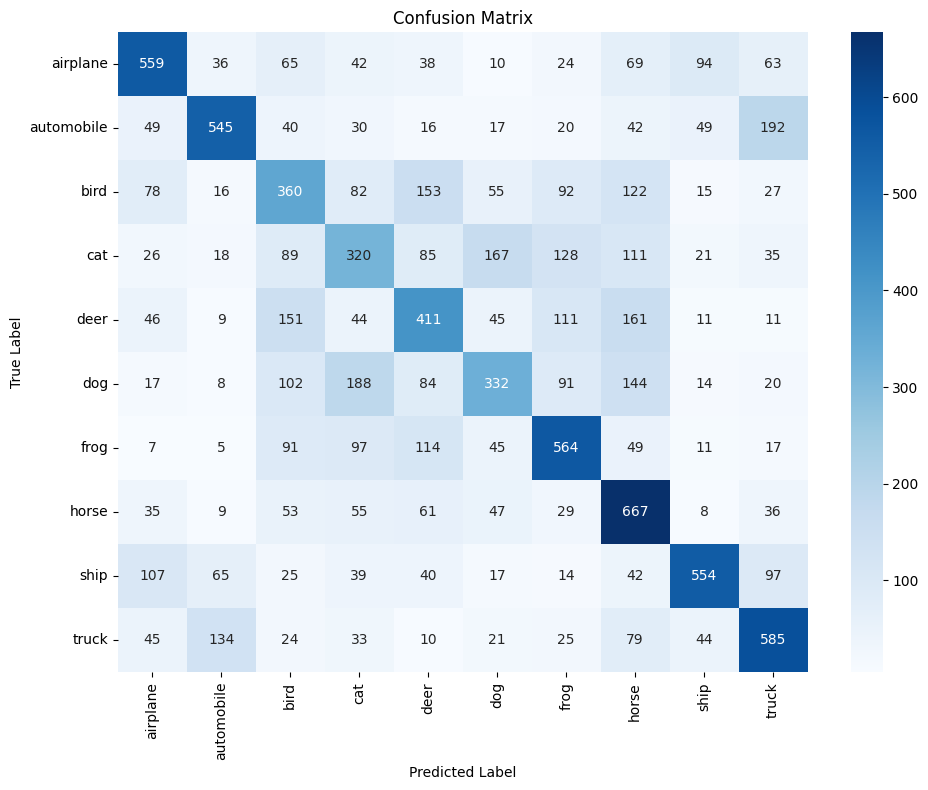 Confusion Matrix
airplane 559 36 65 42 38 10 24 69 94 63
automobile 49 545 40 30 16 17 20 42 49 192
bird 78 16 360 82 153 55 92 122 15 27
cat 26 18 89 320 85 167 128 111 21 35
deer 46 9 151 44 411 45 111 161 11 11
dog 17 8 102 188 84 332 91 144 14 20
frog 7 5 91 97 114 45 564 49 11 17
horse 35 9 53 55 61 47 29 667 8 36
ship 107 65 25 39 40 17 14 42 554 97
truck 45 134 24 33 10 21 25 79 44 585
True Label
airplane automobile bird cat deer dog frog horse ship truck
Predicted Label
600
500
400
300
200
100